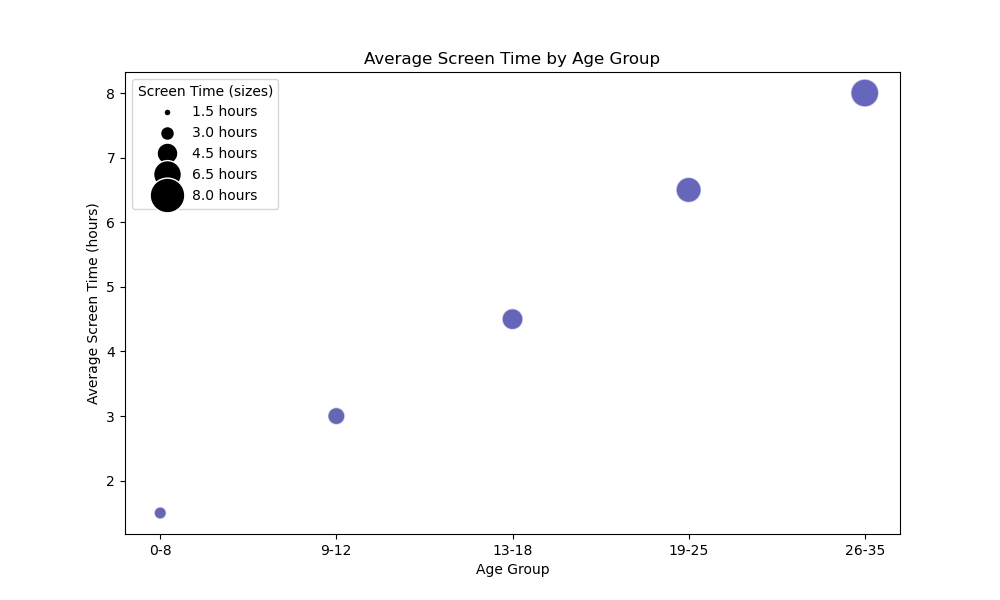 Average Screen Time by Age Group
Screen Time (sizes)
1.5 hours
3.0 hours
4.5 hours
6.5 hours
8.0 hours
Average Screen Time (hours)
8
7
6
5
4
3
2
0-8
9-12
13-18
19-25
26-35
Age Group